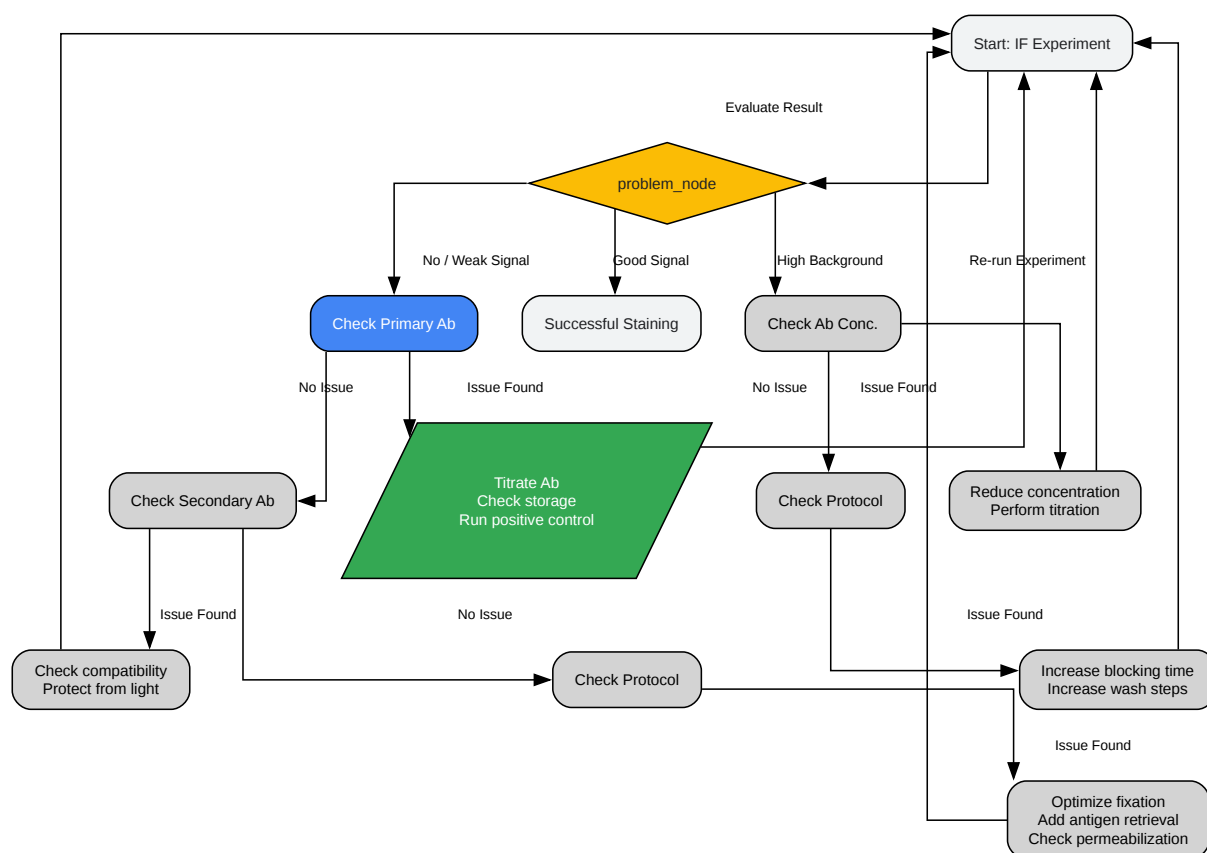 Start: IF Experiment
Evaluate Result
problem_node
No / Weak Signal
Good Signal
High Background
Re-run Experiment
Check Primary Ab
Successful Staining
Check Ab Conc.
No Issue
Issue Found
No Issue
Issue Found
Titrate Ab
Check storage
Run positive control
Check Secondary Ab
Check Protocol
Reduce concentration
Perform titration
Issue Found
No Issue
Issue Found
Check compatibility
Protect from light
Check Protocol
Increase blocking time
Increase wash steps
Issue Found
Optimize fixation
Add antigen retrieval
Check permeabilization